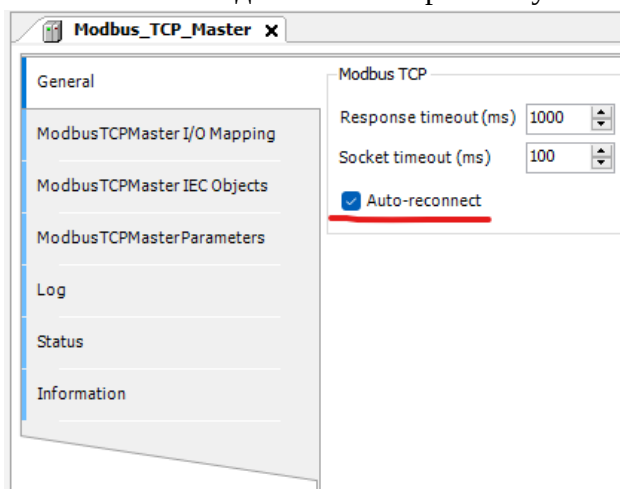 Modbus_TCP_Master x
General
ModbusTCPMaster I/O Mapping
ModbusTCPMaster IEC Objects
ModbusTCPMasterParameters
Log
Status
Information
Modbus TCP
Response timeout (ms) 1000
Socket timeout (ms) 100
Auto-reconnect